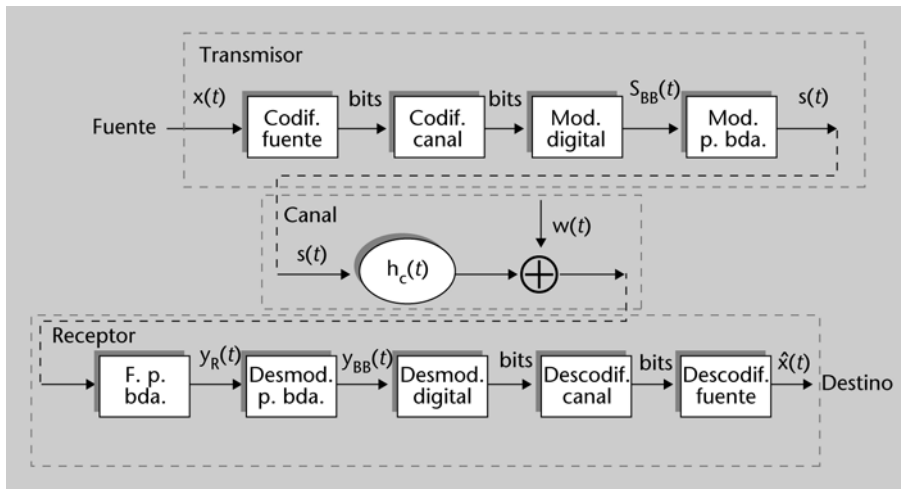 Transmisor
x(t)
bits
bits
S_BB(t)
s(t)
Fuente
Codif.
fuente
Codif.
canal
Mod.
digital
Mod.
p. bda.
Canal
w(t)
s(t)
h_c(t)
Receptor
y_R(t)
y_BB(t)
bits
bits
x̂(t)
F. p.
bda.
Desmod.
p. bda.
Desmod.
digital
Descodif.
canal
Descodif.
fuente
Destino